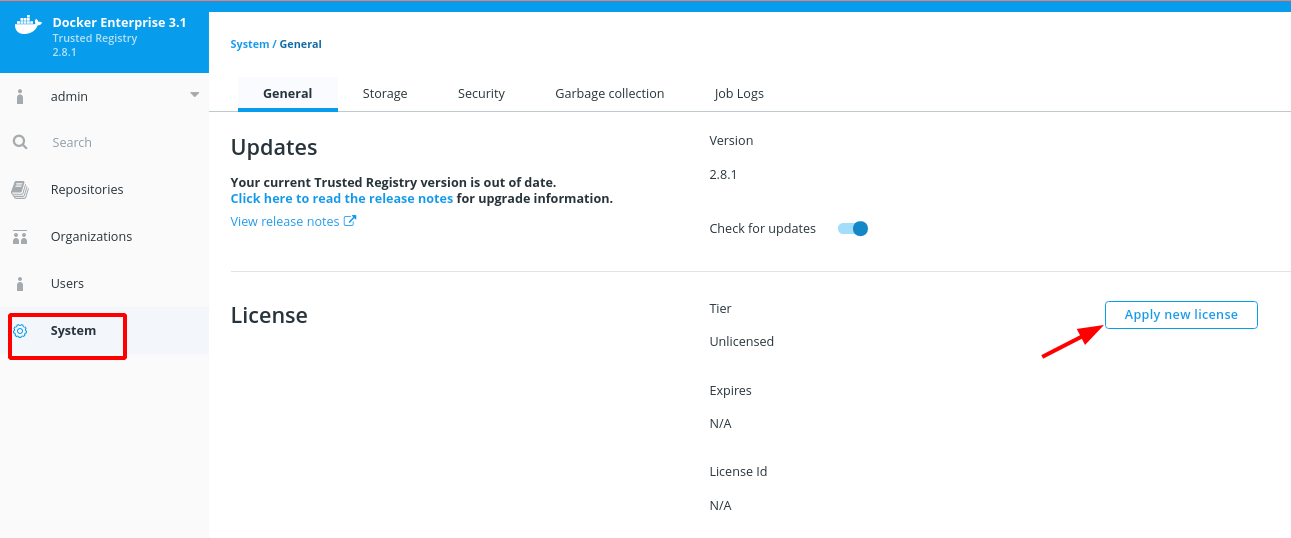 Docker Enterprise 3.1
Trusted Registry
2.8.1
admin
Search
Repositories
Organizations
Users
System
System / General
General
Storage
Security
Garbage collection
Job Logs
Updates
Your current Trusted Registry version is out of date.
Click here to read the release notes for upgrade information.
View release notes
Version
2.8.1
Check for updates
License
Tier
Unlicensed
Expires
N/A
License Id
N/A
Apply new license